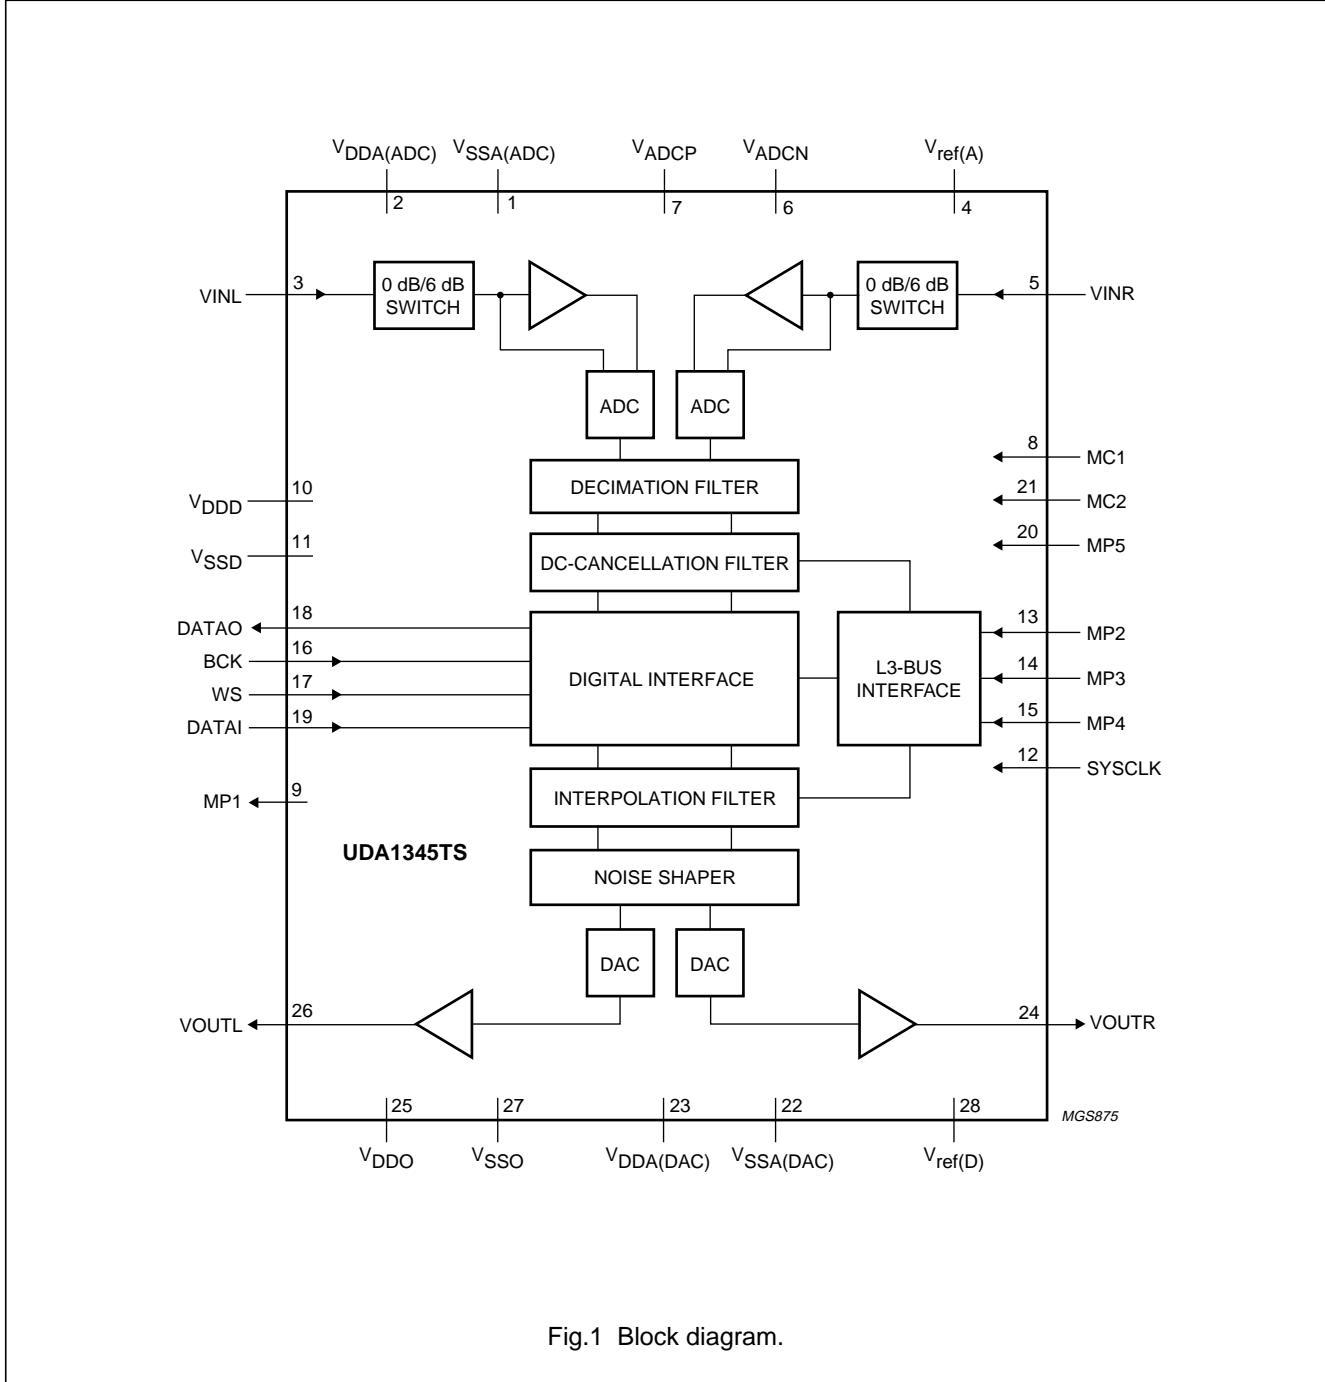 VDDA(ADC) VSSA(ADC) VADCP VADCN Vref(A)
2 1 7 6 4
VINL 3 0 dB/6 dB SWITCH 0 dB/6 dB SWITCH 5 VINR
ADC ADC
8 MC1
DECIMATION FILTER
VDDD 10 21 MC2
20 MP5
VSSD 11 DC-CANCELLATION FILTER
DATAO 18 13 MP2
BCK 16
DIGITAL INTERFACE L3-BUS INTERFACE 14 MP3
WS 17
DATAI 19 15 MP4
12 SYSCLK
MP1 9 INTERPOLATION FILTER
UDA1345TS
NOISE SHAPER
DAC DAC
VOUTL 26 24 VOUTR
25 27 23 22 28
MGS875
VDDO VSSO VDDA(DAC) VSSA(DAC) Vref(D)
Fig.1 Block diagram.